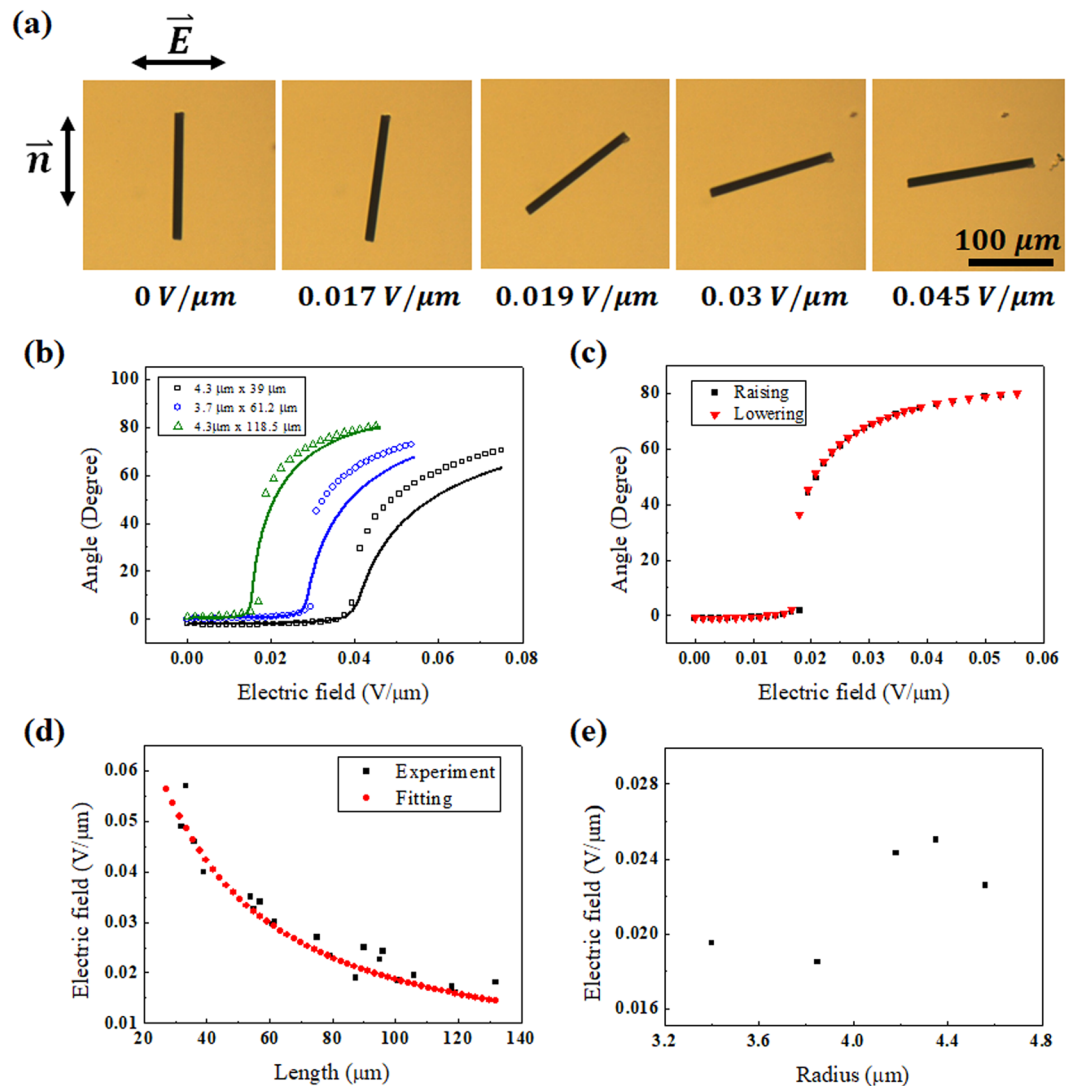 (a)
E
n
100 μm
0 V/μm
0.017 V/μm
0.019 V/μm
0.03 V/μm
0.045 V/μm
(b)
4.3 μm x 39 μm
3.7 μm x 61.2 μm
4.3μm x 118.5 μm
100
80
60
40
20
0
Angle (Degree)
0.00
0.02
0.04
0.06
0.08
Electric field (V/μm)
(c)
Raising
Lowering
80
60
40
20
0
Angle (Degree)
0.00
0.01
0.02
0.03
0.04
0.05
0.06
Electric field (V/μm)
(d)
Experiment
Fitting
0.06
0.05
0.04
0.03
0.02
0.01
Electric field (V/μm)
20
40
60
80
100
120
140
Length (μm)
(e)
0.028
0.024
0.020
0.016
Electric field (V/μm)
3.2
3.6
4.0
4.4
4.8
Radius (μm)